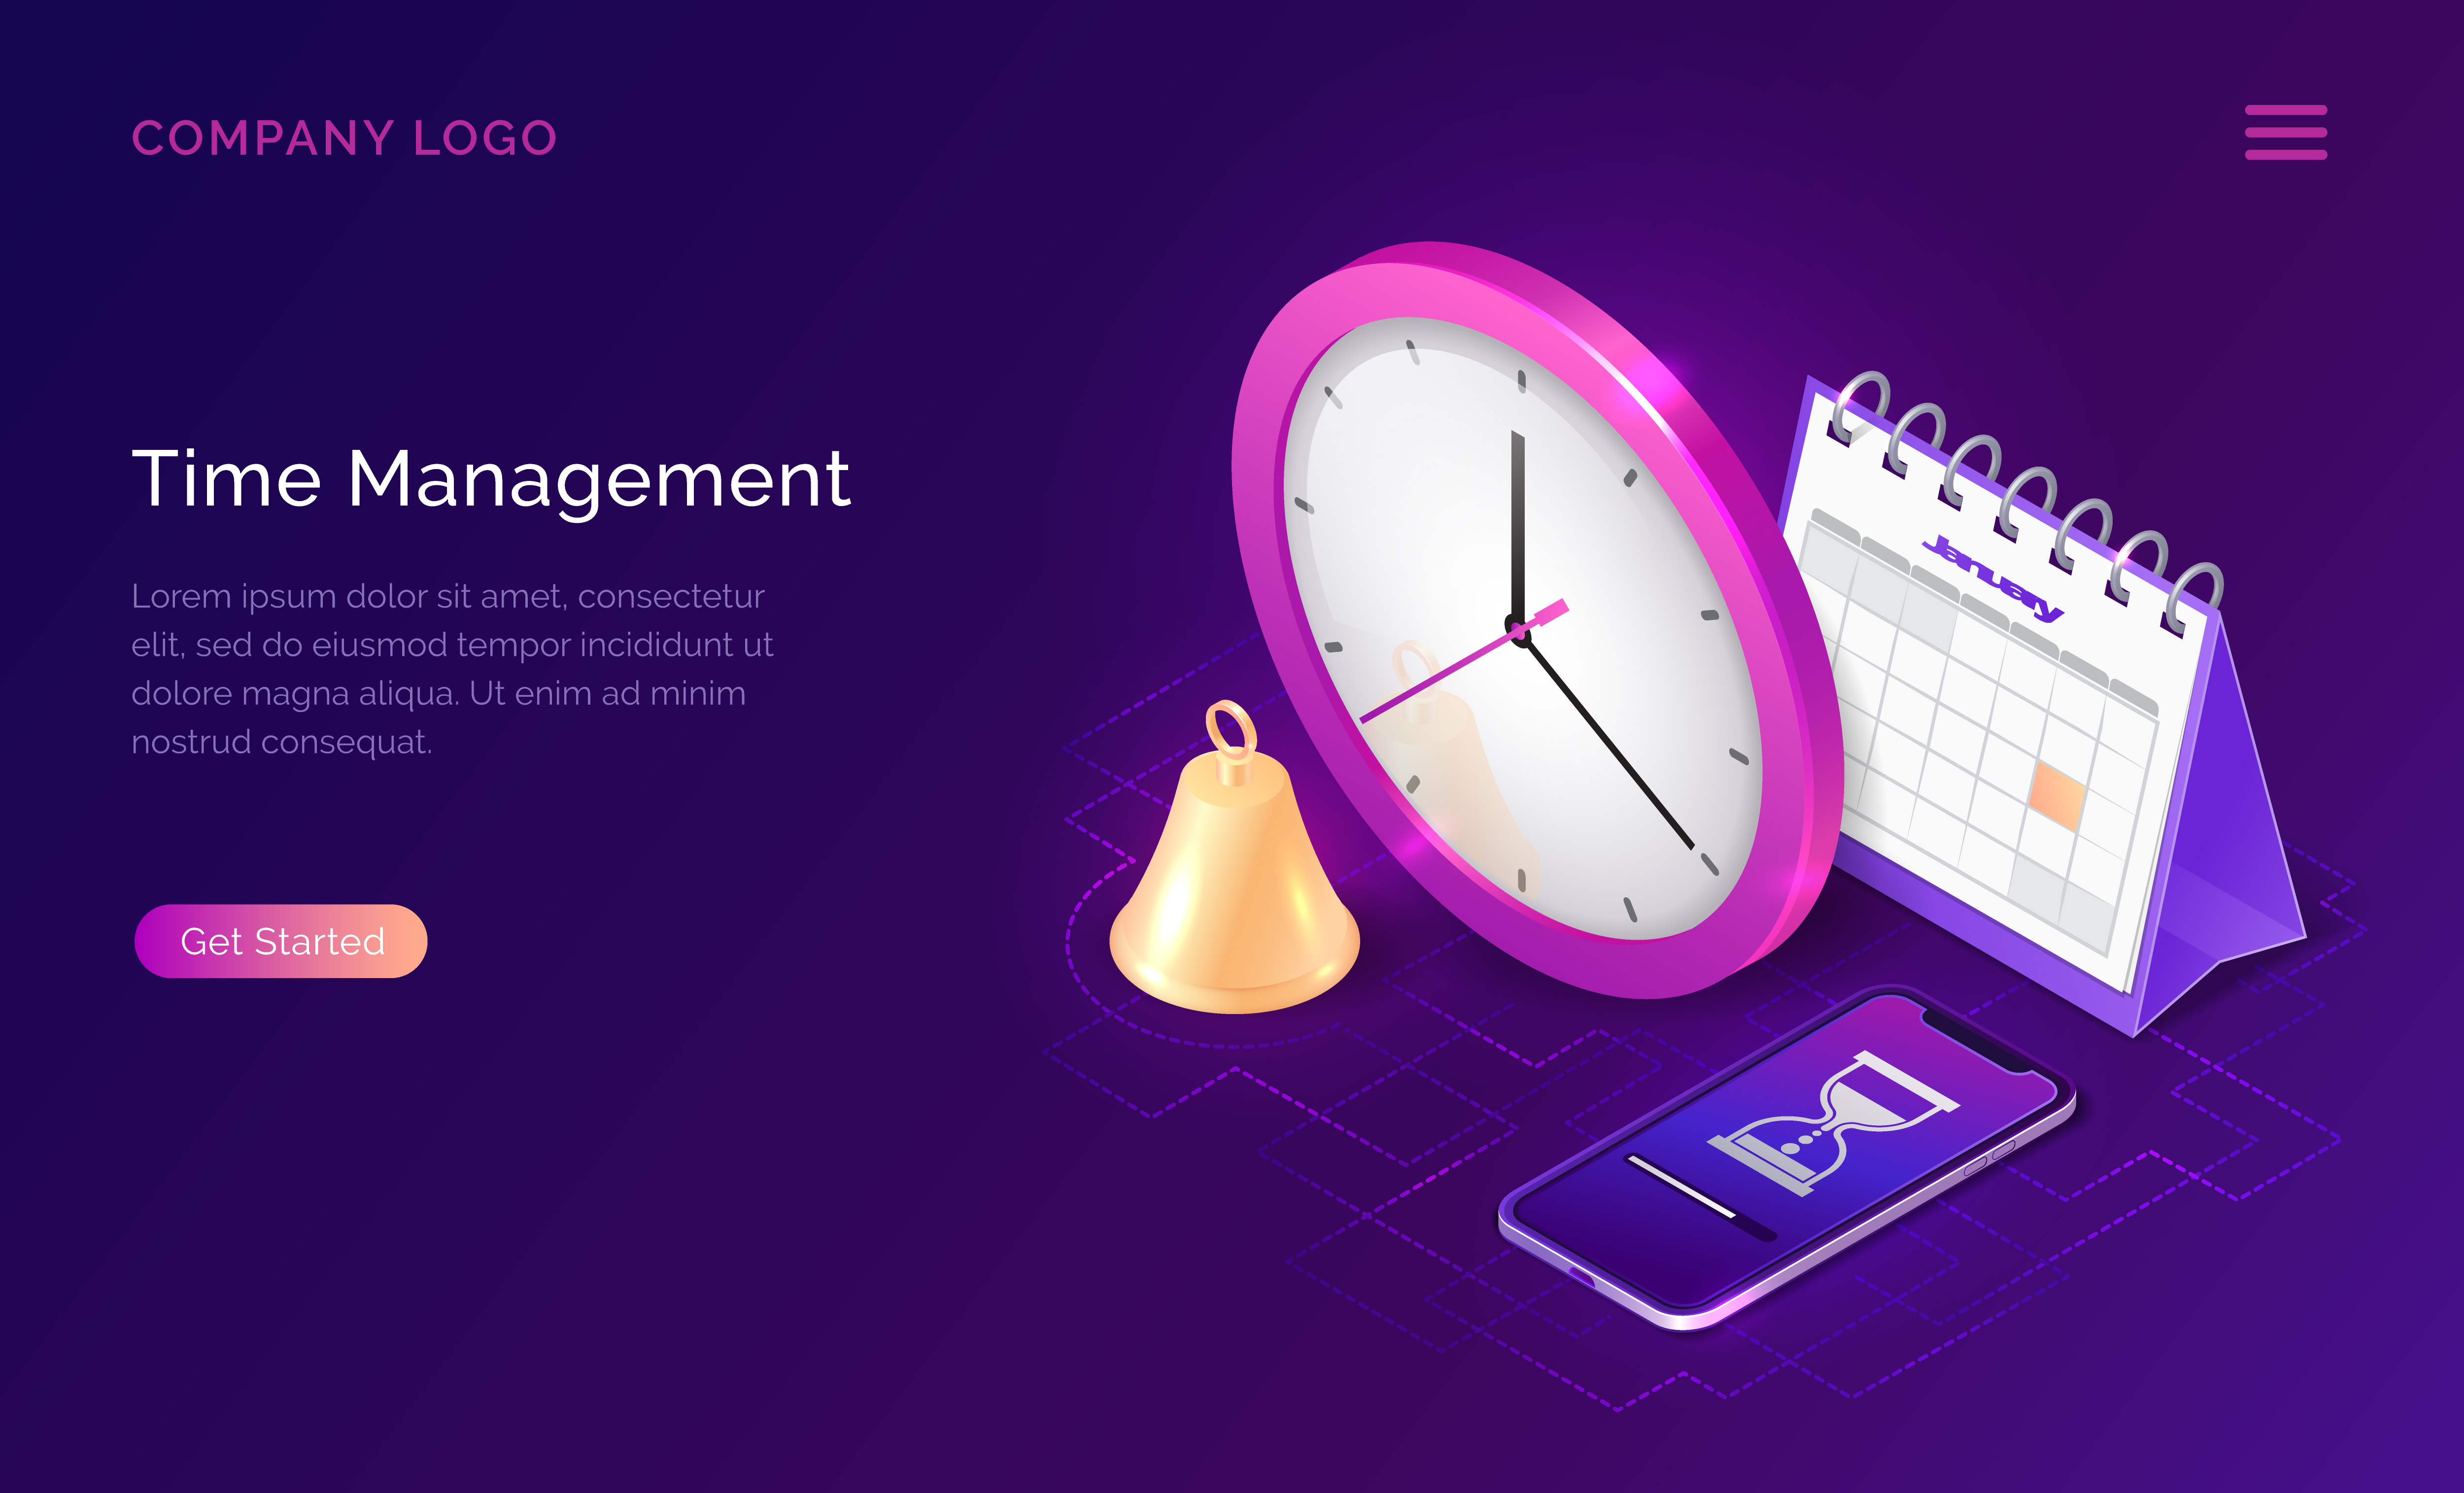 COMPANY LOGO
Time Management
Lorem ipsum dolor sit amet, consectetur
elit, sed do eiusmod tempor incididunt ut
dolore magna aliqua. Ut enim ad minim
nostrud consequat.
Get Started
January